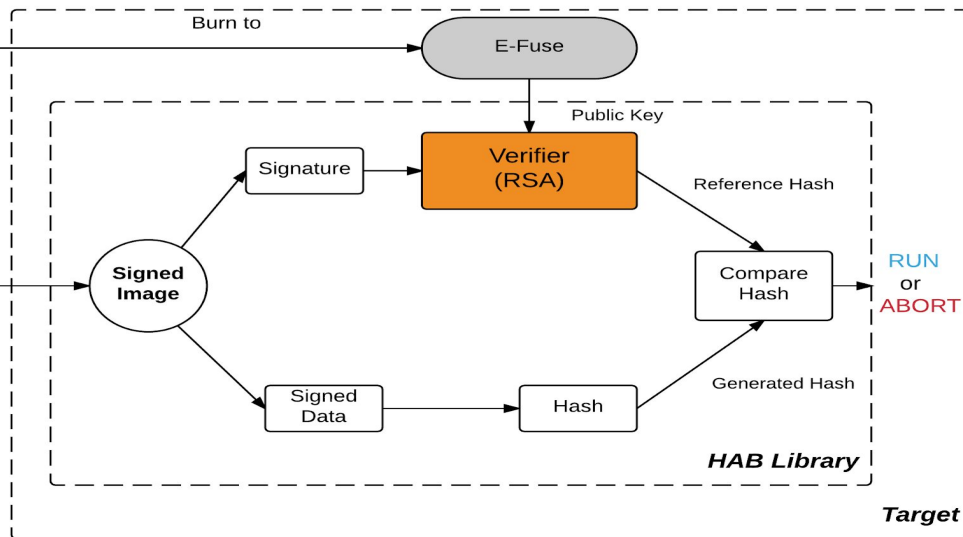 Burn to
E-Fuse
Public Key
Verifier
(RSA)
Signature
Reference Hash
Signed
Image
Compare
Hash
RUN
or
ABORT
Signed
Data
Hash
Generated Hash
HAB Library
Target